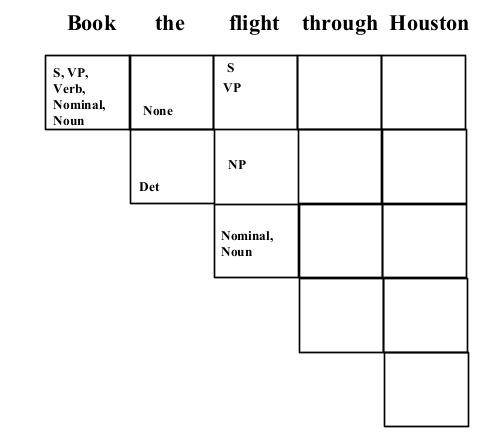 Book the flight through Houston
S, VP,
Verb,
Nominal,
Noun
None
S
VP
Det
NP
Nominal,
Noun